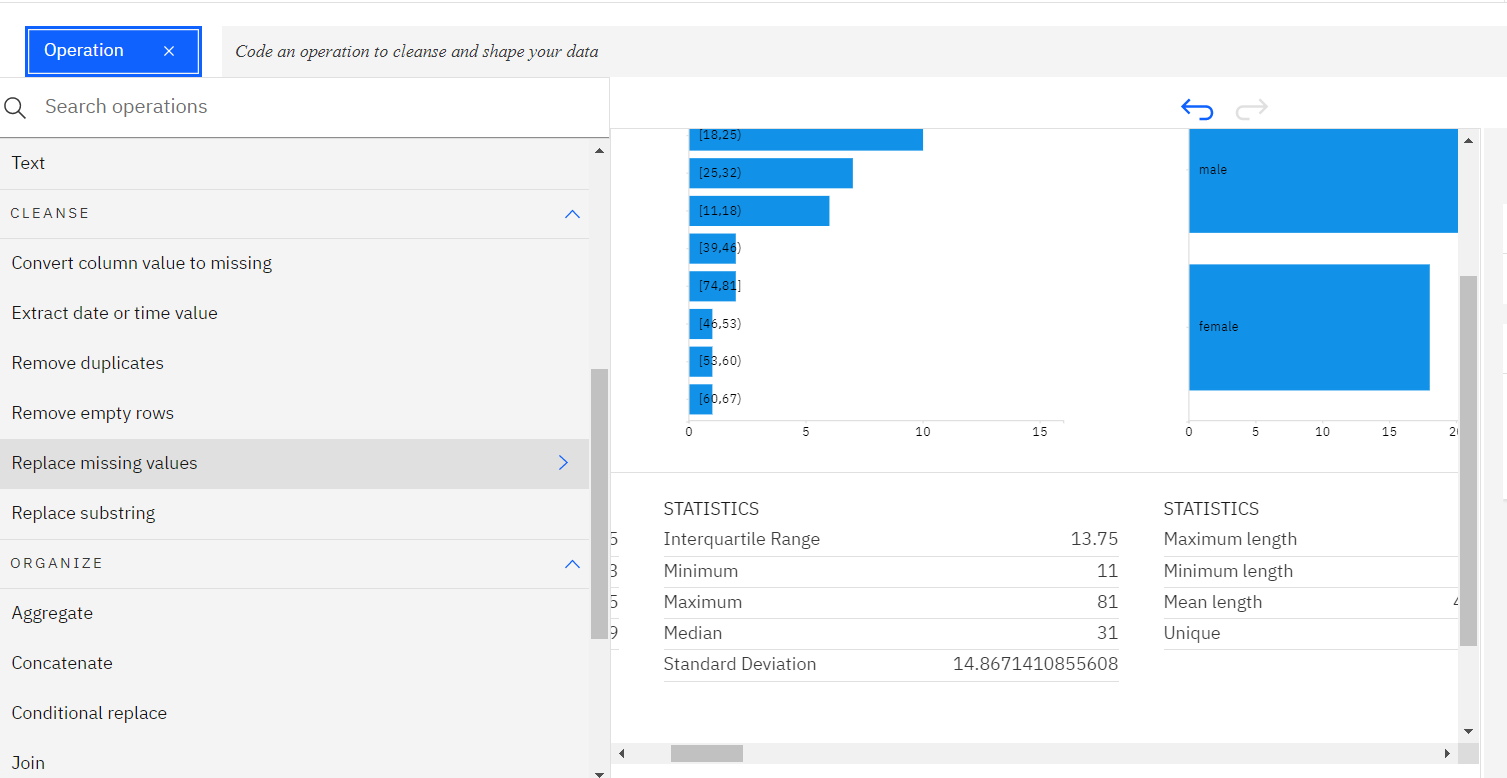 Operation ×
Code an operation to cleanse and shape your data
Search operations
Text
CLEANSE
Convert column value to missing
Extract date or time value
Remove duplicates
Remove empty rows
Replace missing values
Replace substring
ORGANIZE
Aggregate
Concatenate
Conditional replace
Join
[18,25)
[25,32)
[11,18)
[39,46)
[74,81]
[46,53)
[53,60)
[60,67)
0 5 10 15
male
female
0 5 10 15
5
3
5
9
STATISTICS
Interquartile Range 13.75
Minimum 11
Maximum 81
Median 31
Standard Deviation 14.8671410855608
STATISTICS
Maximum length
Minimum length
Mean length
Unique